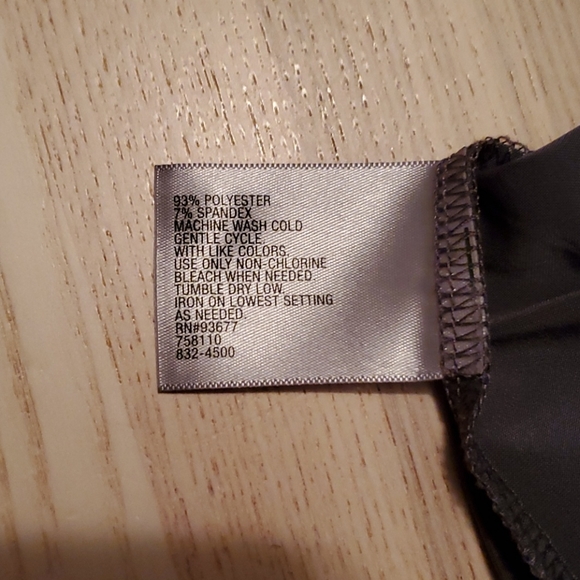 93% POLYESTER
7% SPANDEX
MACHINE WASH COLD
GENTLE CYCLE.
WITH LIKE COLORS.
USE ONLY NON-CHLORINE
BLEACH WHEN NEEDED
TUMBLE DRY LOW.
IRON ON LOWEST SETTING
AS NEEDED.
RN#93677
758110
832-4500